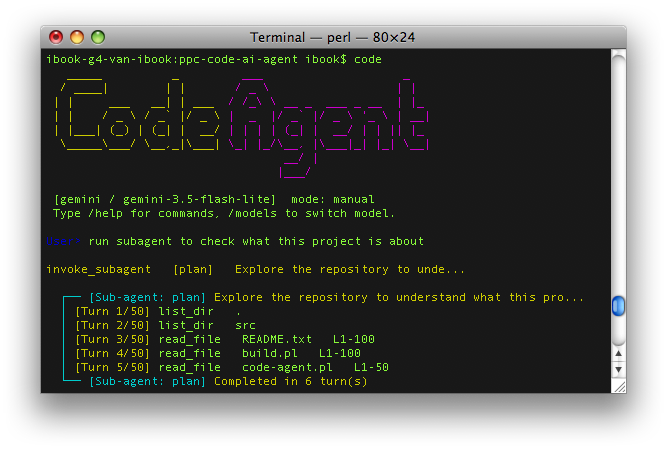 Terminal — perl — 80×24
ibook-g4-van-ibook:ppc-code-ai-agent ibook$ code
Code Agent
[gemini / gemini-3.5-flash-lite] mode: manual
Type /help for commands, /models to switch model.
run subagent to check what this project is about
invoke_subagent [plan] Explore the repository to unde...
[Sub-agent: plan] Explore the repository to understand what this pro...
[Turn 1/50] list_dir .
[Turn 2/50] list_dir src
[Turn 3/50] read_file README.txt L1-100
[Turn 4/50] read_file build.pl L1-100
[Turn 5/50] read_file code-agent.pl L1-50
[Sub-agent: plan] Completed in 6 turn(s)